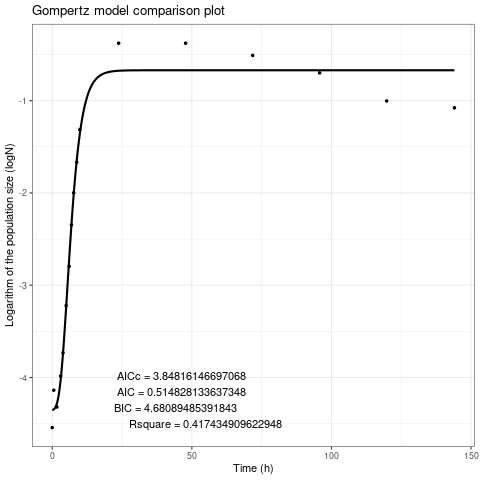 Gompertz model comparison plot
Logarithm of the population size (logN)
-1
-2
-3
-4
AICc = 3.84816146697068
AIC = 0.514828133637348
BIC = 4.68089485391843
Rsquare = 0.417434909622948
0 50 100 150
Time (h)